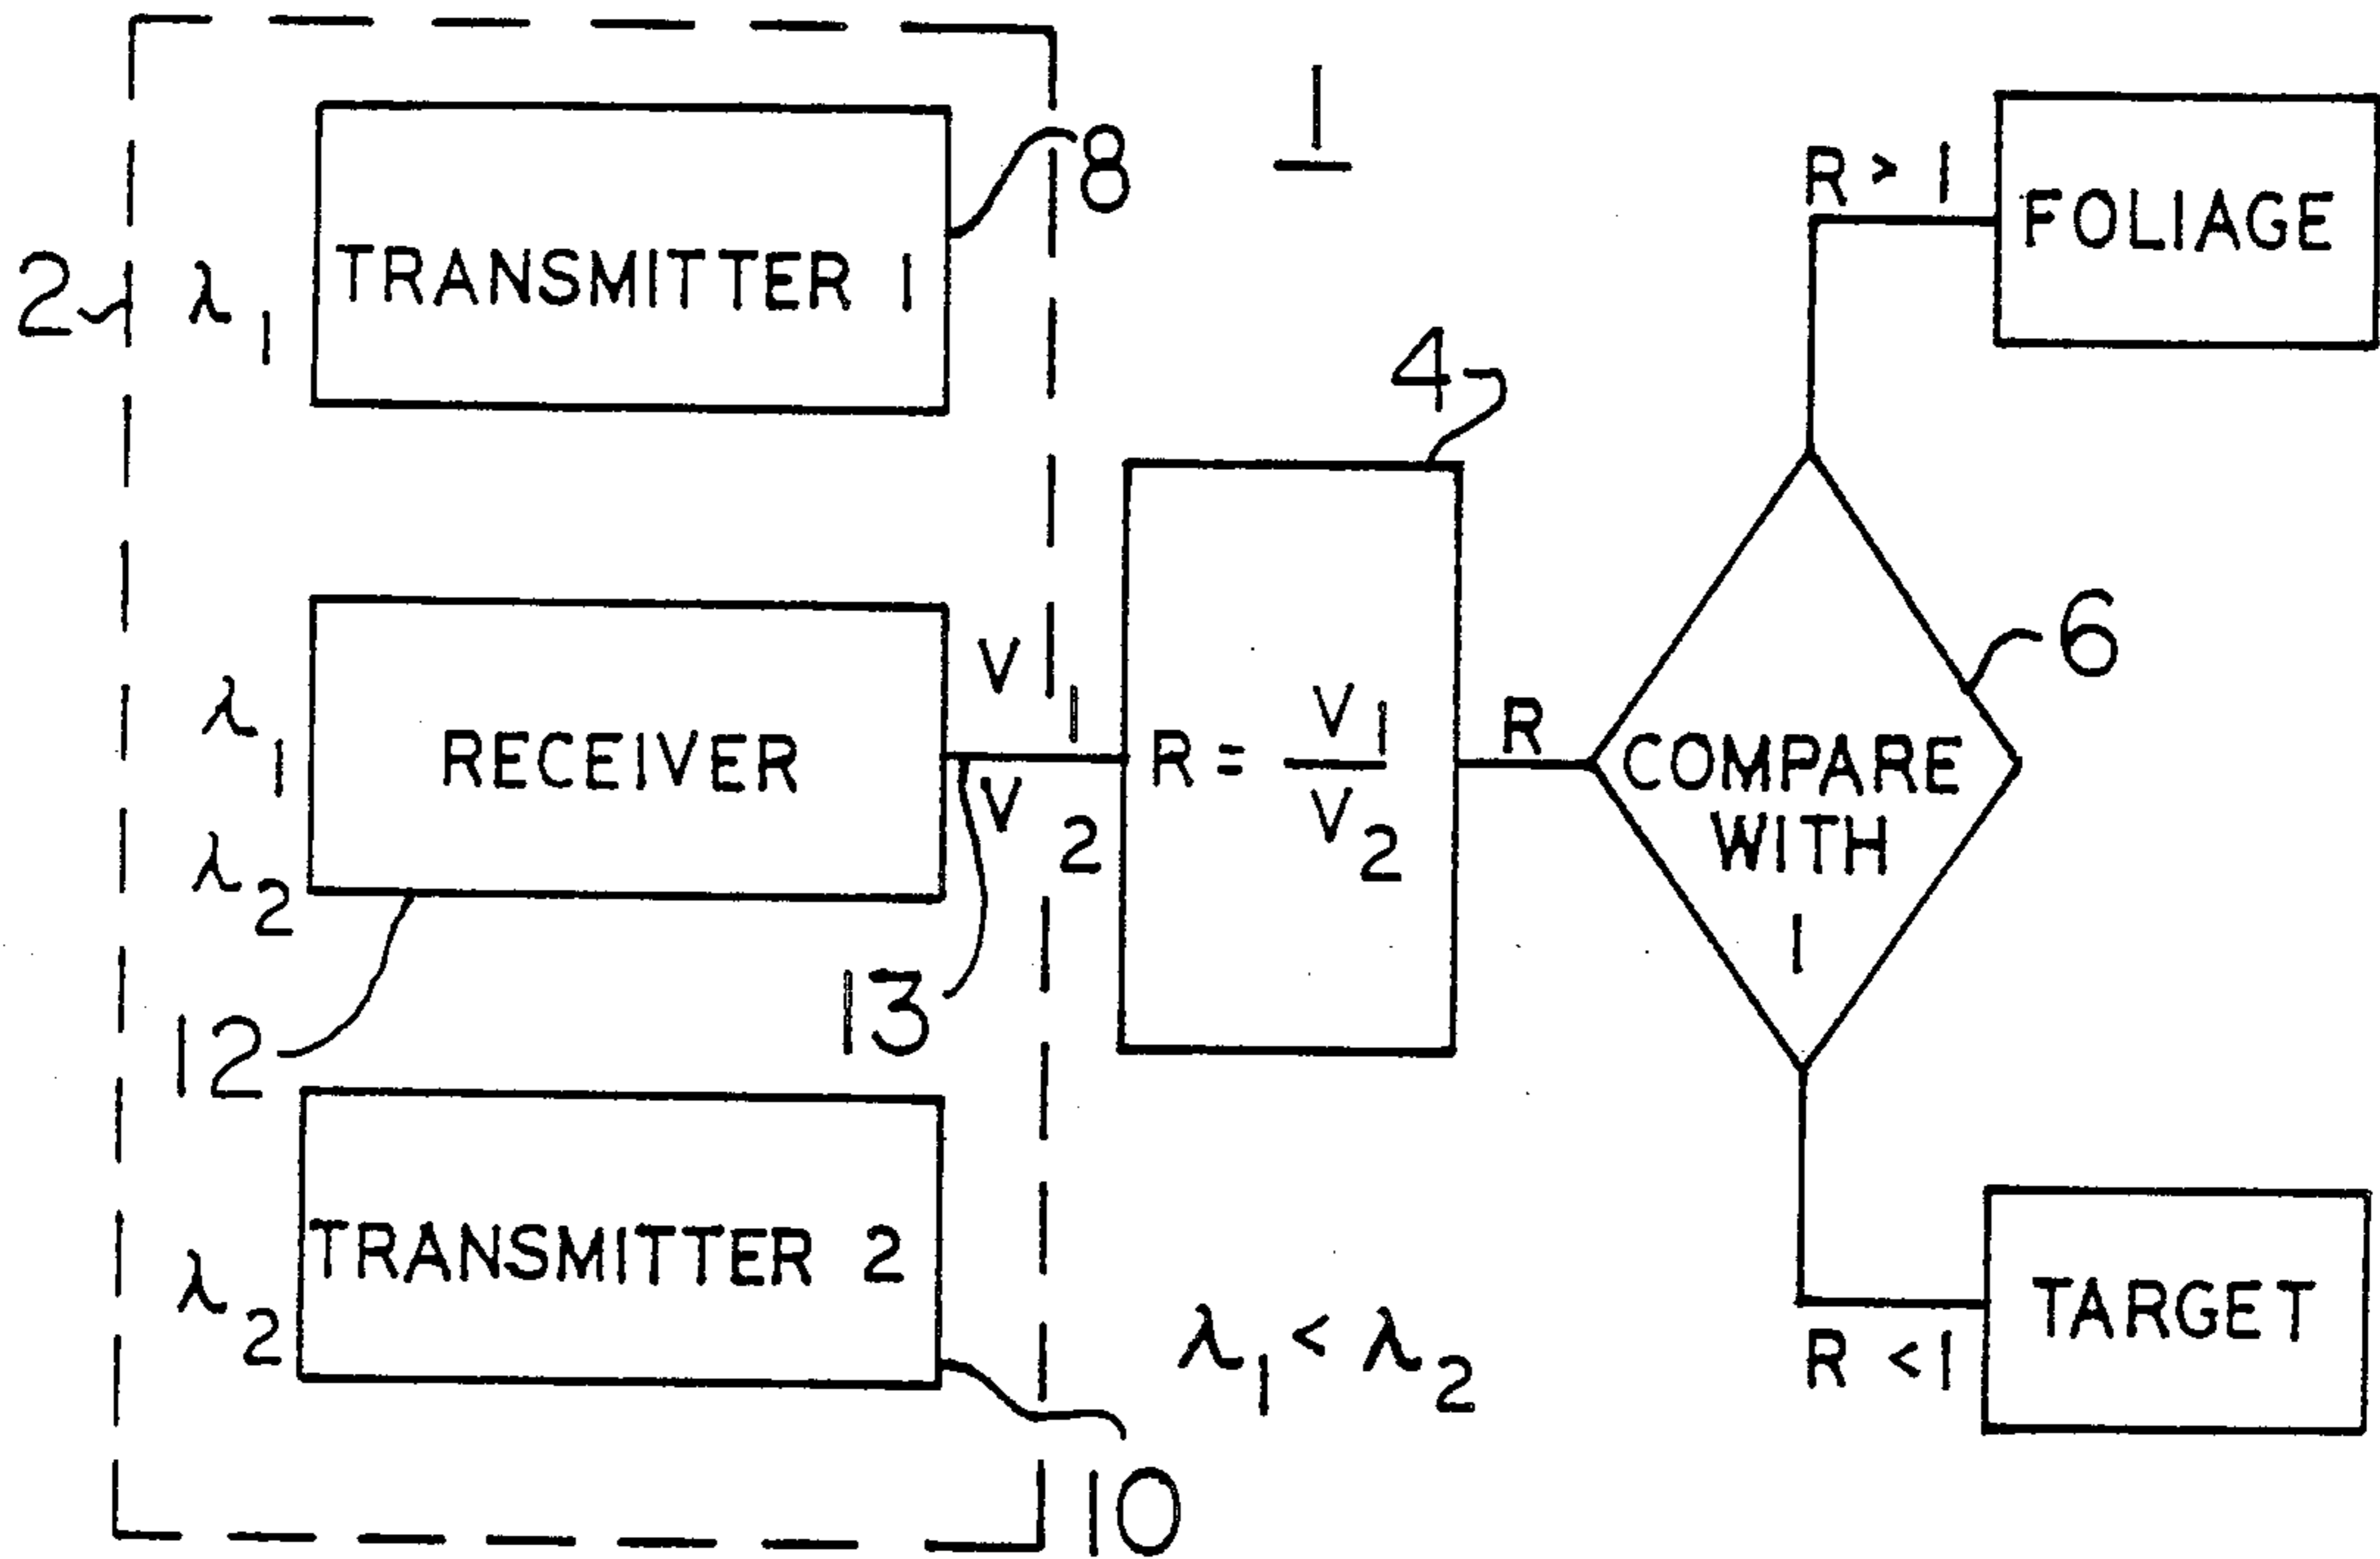 1
2
λ1
TRANSMITTER 1
8
λ1
λ2
RECEIVER
12
V1
V2
13
λ2
TRANSMITTER 2
10
4
R = V1
V2
R
COMPARE
WITH
1
6
R > 1
FOLIAGE
R < 1
TARGET
λ1 < λ2